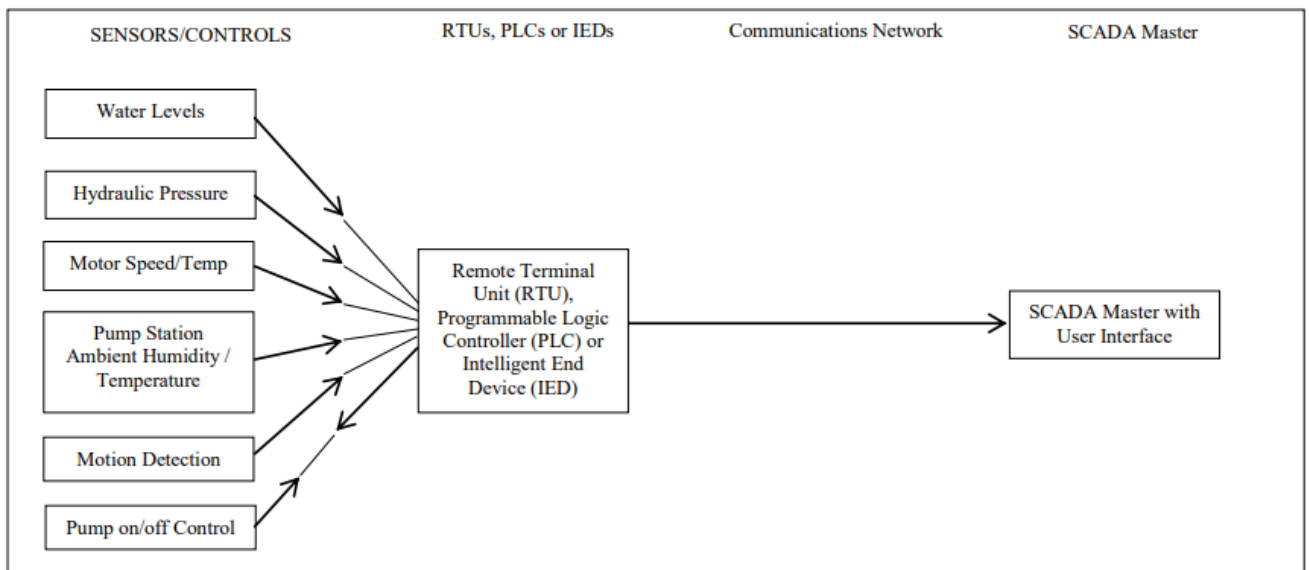 SENSORS/CONTROLS
RTUs, PLCs or IEDs
Communications Network
SCADA Master
Water Levels
Hydraulic Pressure
Motor Speed/Temp
Pump Station
Ambient Humidity /
Temperature
Motion Detection
Pump on/off Control
Remote Terminal
Unit (RTU),
Programmable Logic
Controller (PLC) or
Intelligent End
Device (IED)
SCADA Master with
User Interface